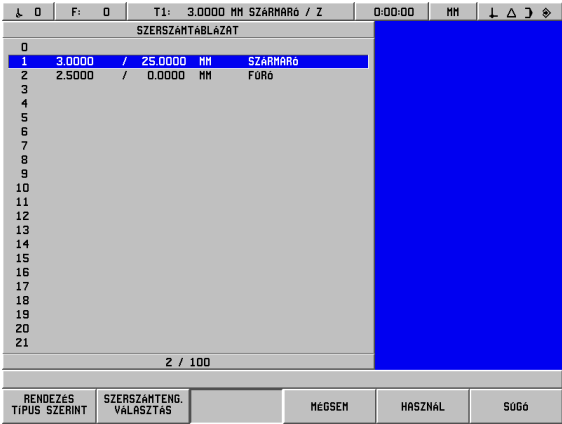 0 F: 0 T1: 3.0000 MM SZÁRMARó / Z 0:00:00 MM
SZERSZÁMTÁBLÁZAT
0
1 3.0000 / 25.0000 MM SZÁRMARó
2 2.5000 / 0.0000 MM FúRó
3
4
5
6
7
8
9
10
11
12
13
14
15
16
17
18
19
20
21
2 / 100
RENDEZÉS TíPUS SZERINT
SZERSZÁMTENG. VÁLASZTÁS
MÉGSEM
HASZNÁL
SúGó